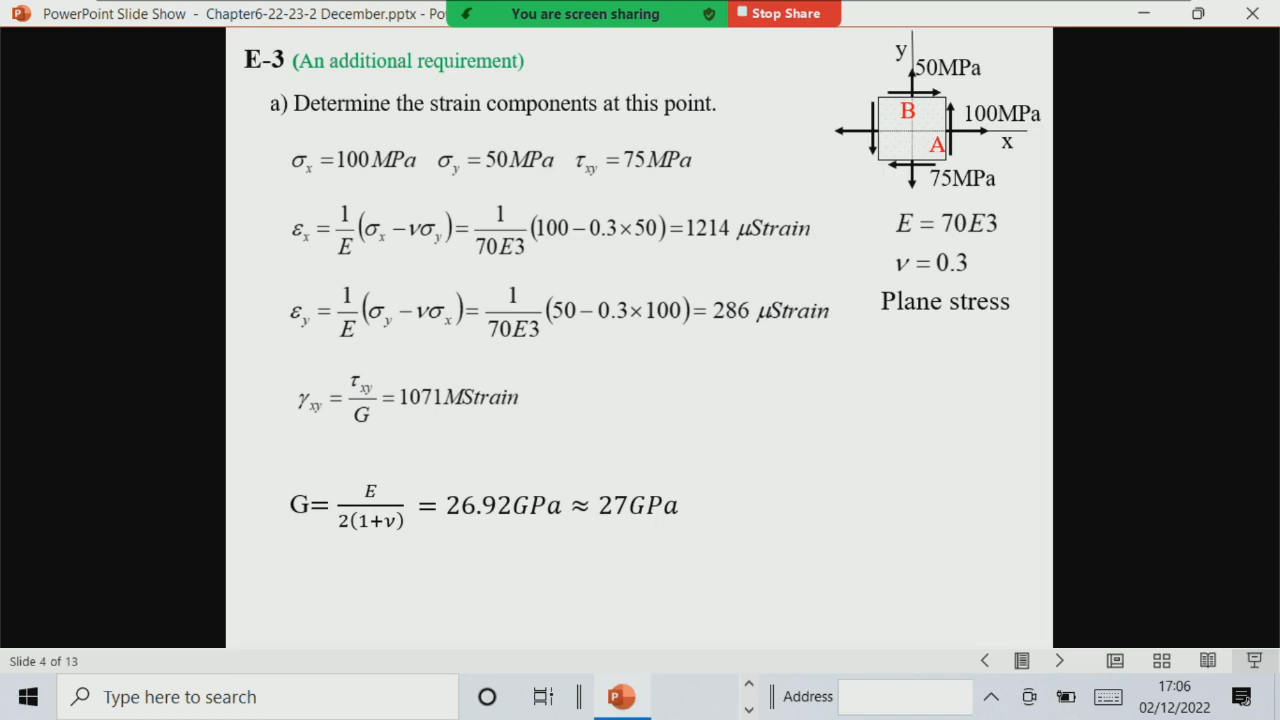 PowerPoint Slide Show - Chapter6-22-23-2 December.pptx - Po
You are screen sharing
Stop Share
E-3 (An additional requirement)
a) Determine the strain components at this point.
σx = 100 MPa σy = 50 MPa τxy = 75 MPa
εx = 1/E (σx − νσy) = 1/70E3 (100 − 0.3 × 50) = 1214 μStrain
εy = 1/E (σy − νσx) = 1/70E3 (50 − 0.3 × 100) = 286 μStrain
γxy = τxy/G = 1071 MStrain
G= E/2(1+ν) = 26.92GPa ≈ 27GPa
y
50MPa
B
100MPa
A
x
75MPa
E = 70E3
ν = 0.3
Plane stress
Slide 4 of 13
Type here to search
Address
17:06
02/12/2022